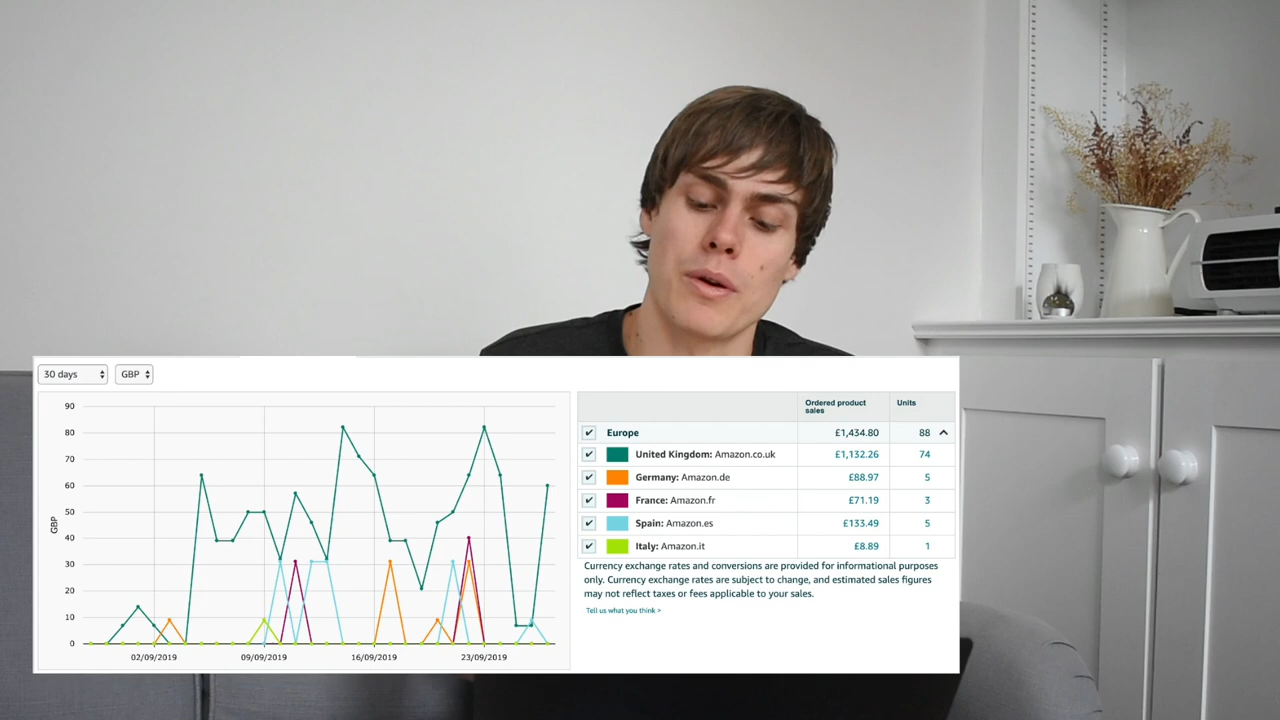 30 days
GBP
90
80
70
60
50
40
30
20
10
0
GBP
02/09/2019
09/09/2019
16/09/2019
23/09/2019
Ordered product sales
Units
Europe £1,434.80 88
United Kingdom: Amazon.co.uk £1,132.26 74
Germany: Amazon.de £88.97 5
France: Amazon.fr £71.19 3
Spain: Amazon.es £133.49 5
Italy: Amazon.it £8.89 1
Currency exchange rates and conversions are provided for informational purposes
only. Currency exchange rates are subject to change, and estimated sales figures
may not reflect taxes or fees applicable to your sales.
Tell us what you think >